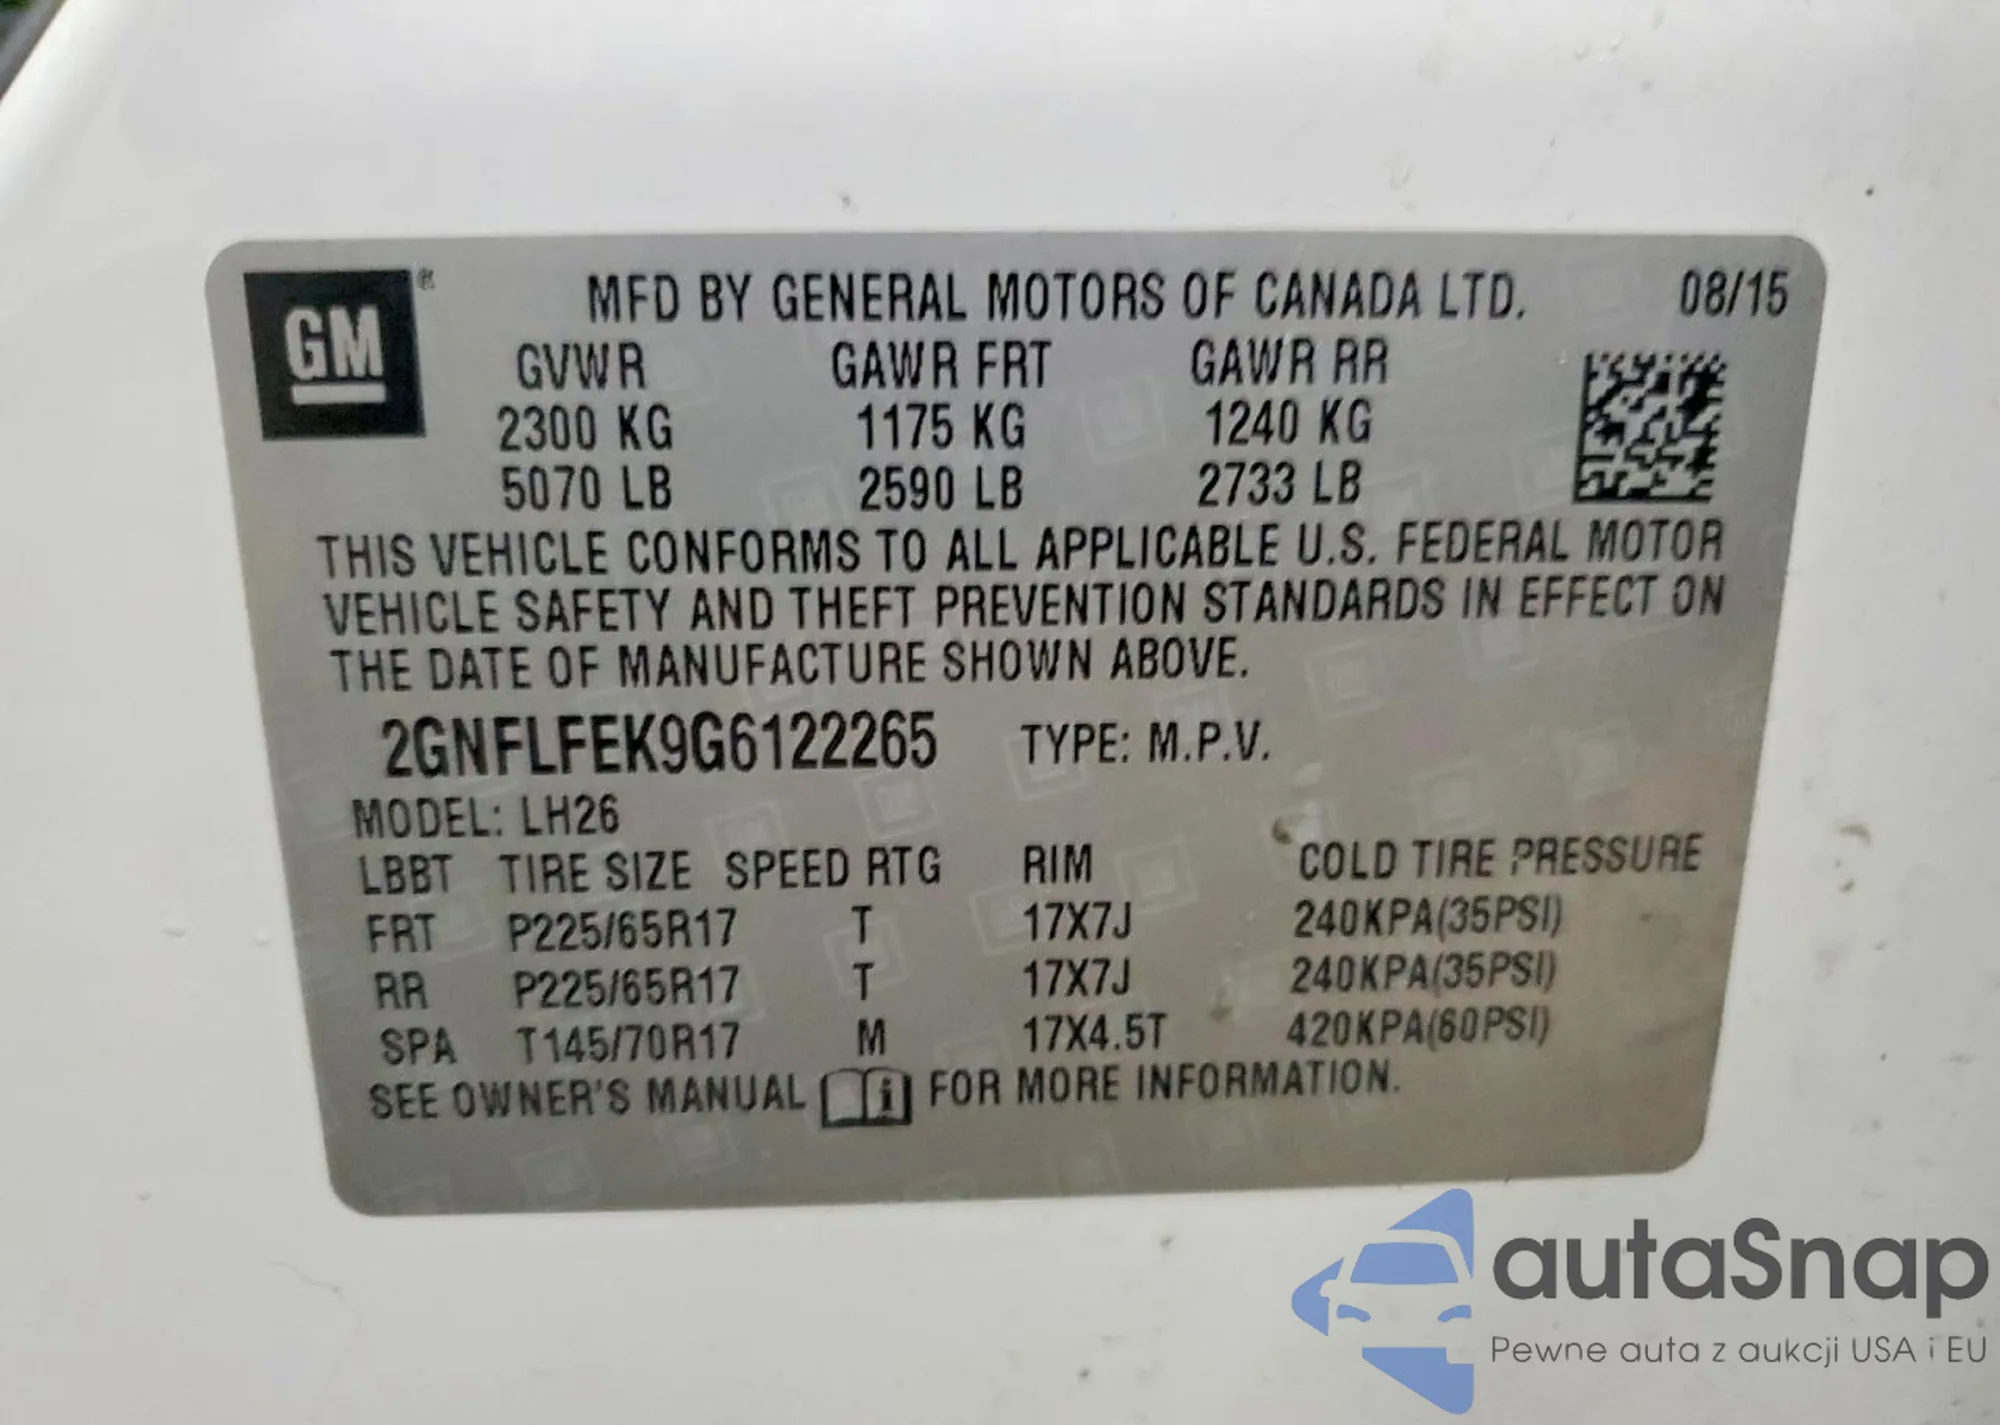 GM®
MFD BY GENERAL MOTORS OF CANADA LTD. 08/15
GVWR GAWR FRT GAWR RR
2300 KG 1175 KG 1240 KG
5070 LB 2590 LB 2733 LB
THIS VEHICLE CONFORMS TO ALL APPLICABLE U.S. FEDERAL MOTOR
VEHICLE SAFETY AND THEFT PREVENTION STANDARDS IN EFFECT ON
THE DATE OF MANUFACTURE SHOWN ABOVE.
2GNFLFEK9G6122265 TYPE: M.P.V.
MODEL: LH26
LBBT TIRE SIZE SPEED RTG RIM COLD TIRE PRESSURE
FRT P225/65R17 T 17X7J 240KPA(35PSI)
RR P225/65R17 T 17X7J 240KPA(35PSI)
SPA T145/70R17 M 17X4.5T 420KPA(60PSI)
SEE OWNER'S MANUAL i FOR MORE INFORMATION.
autaSnap
Pewne auta z aukcji USA i EU